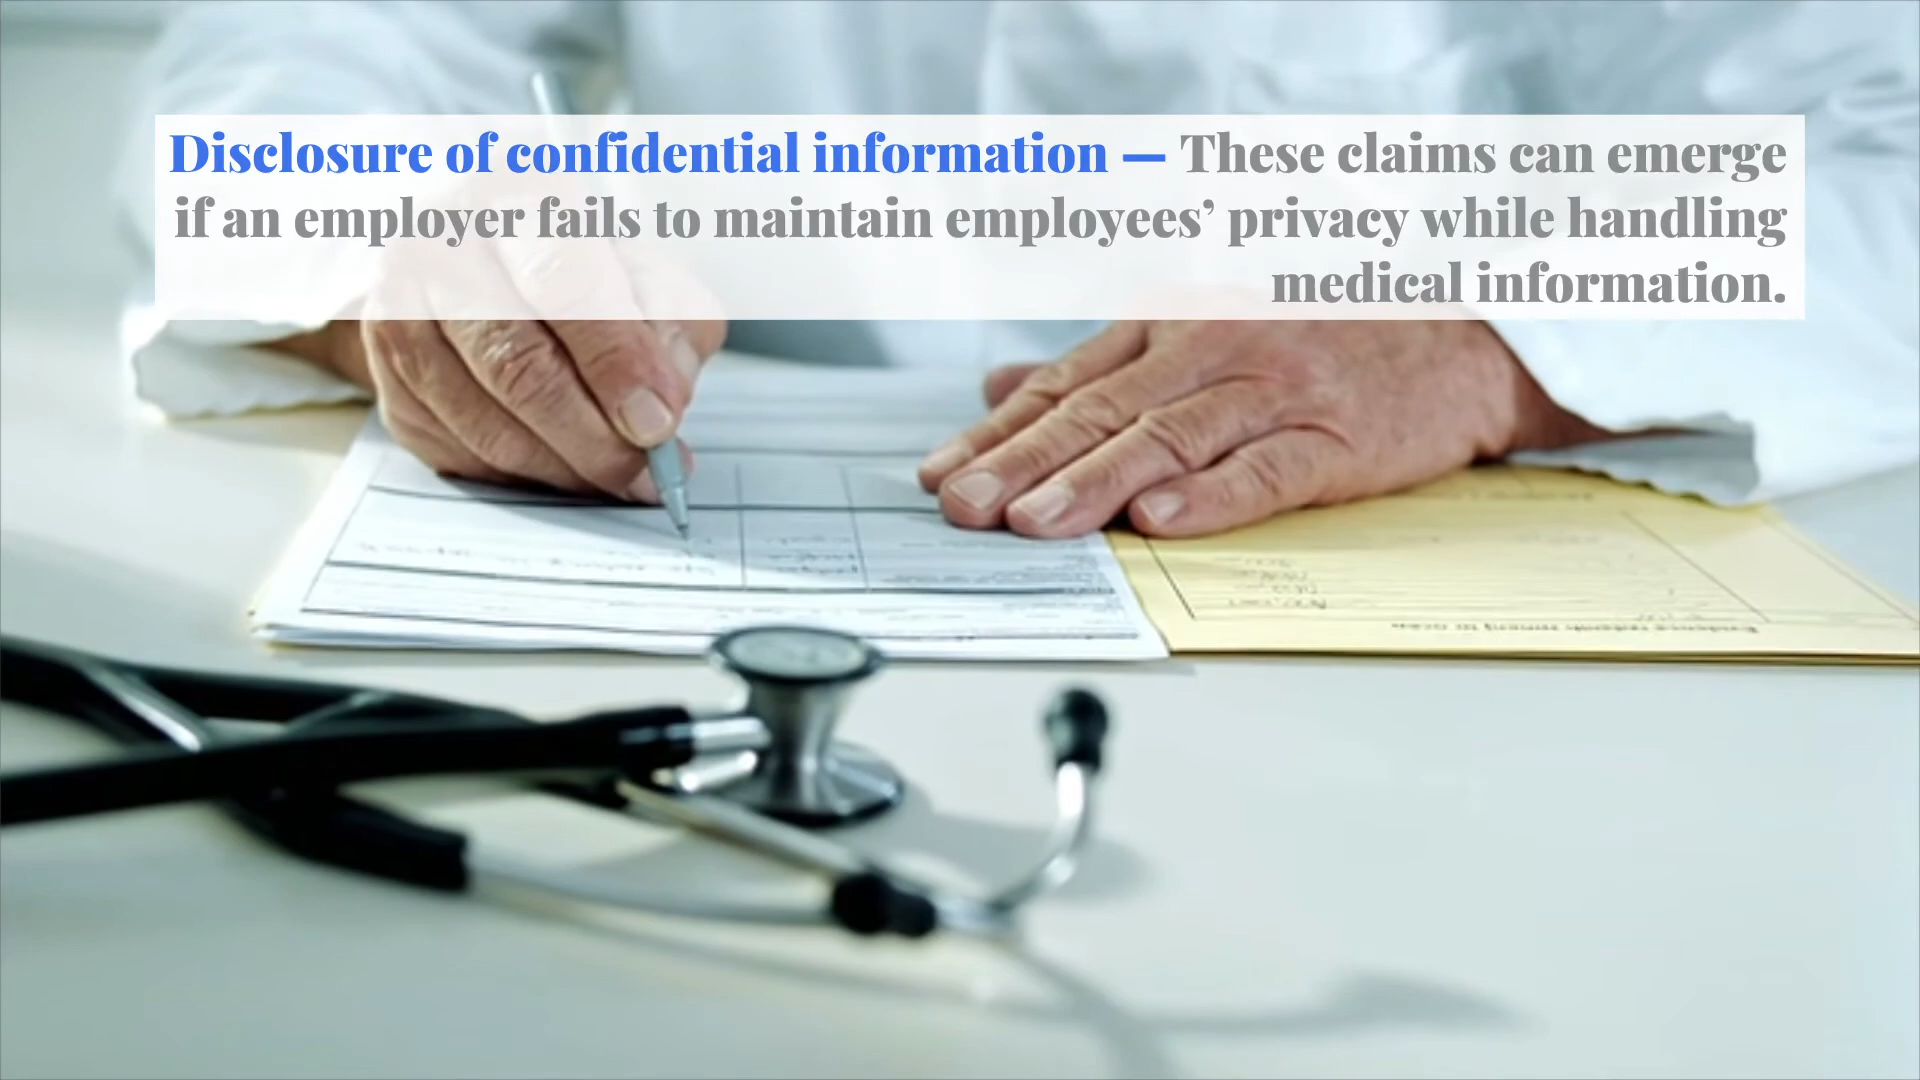 Disclosure of confidential information — These claims can emerge
if an employer fails to maintain employees’ privacy while handling
medical information.